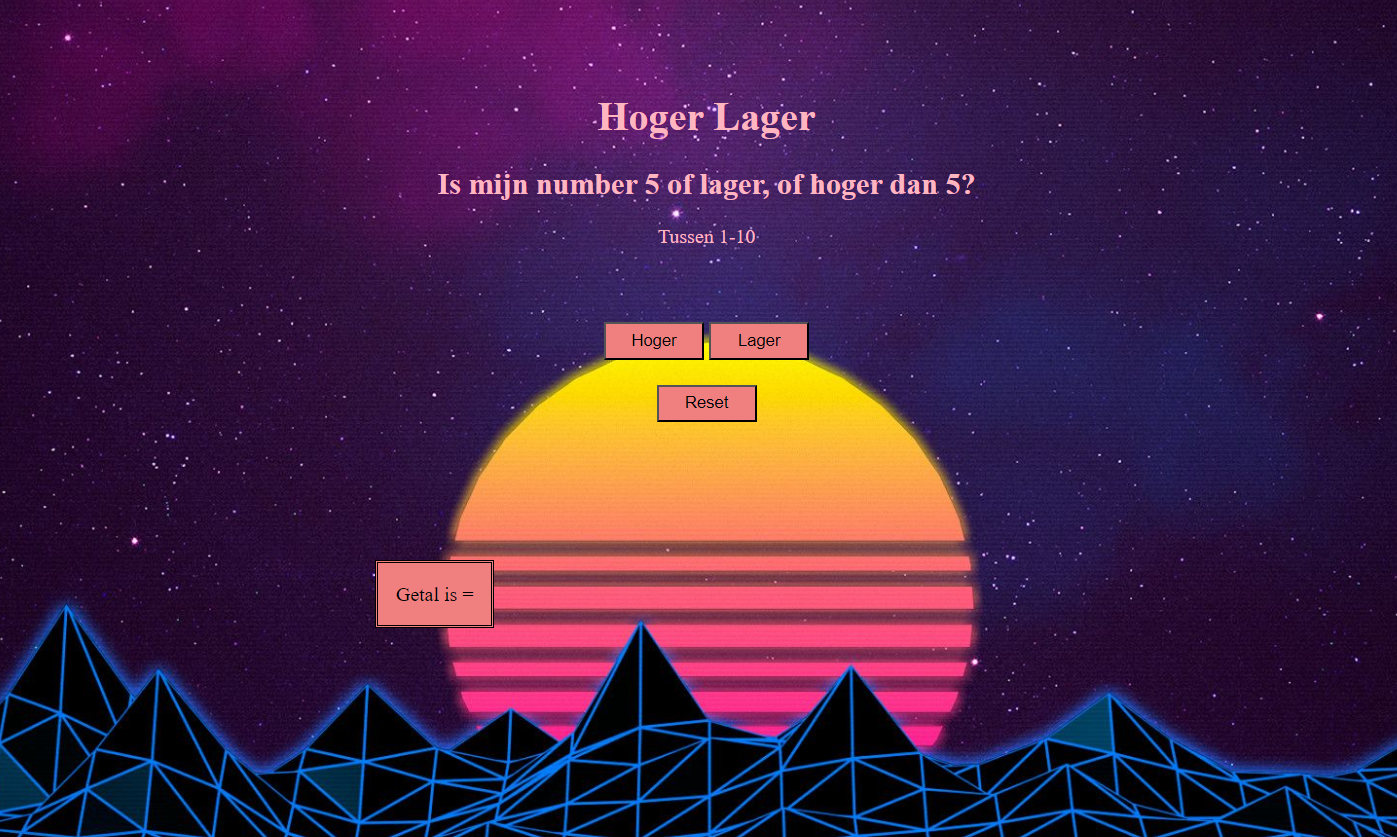 Hoger Lager
Is mijn number 5 of lager, of hoger dan 5?
Tussen 1-10
Hoger Lager
Reset
Getal is =